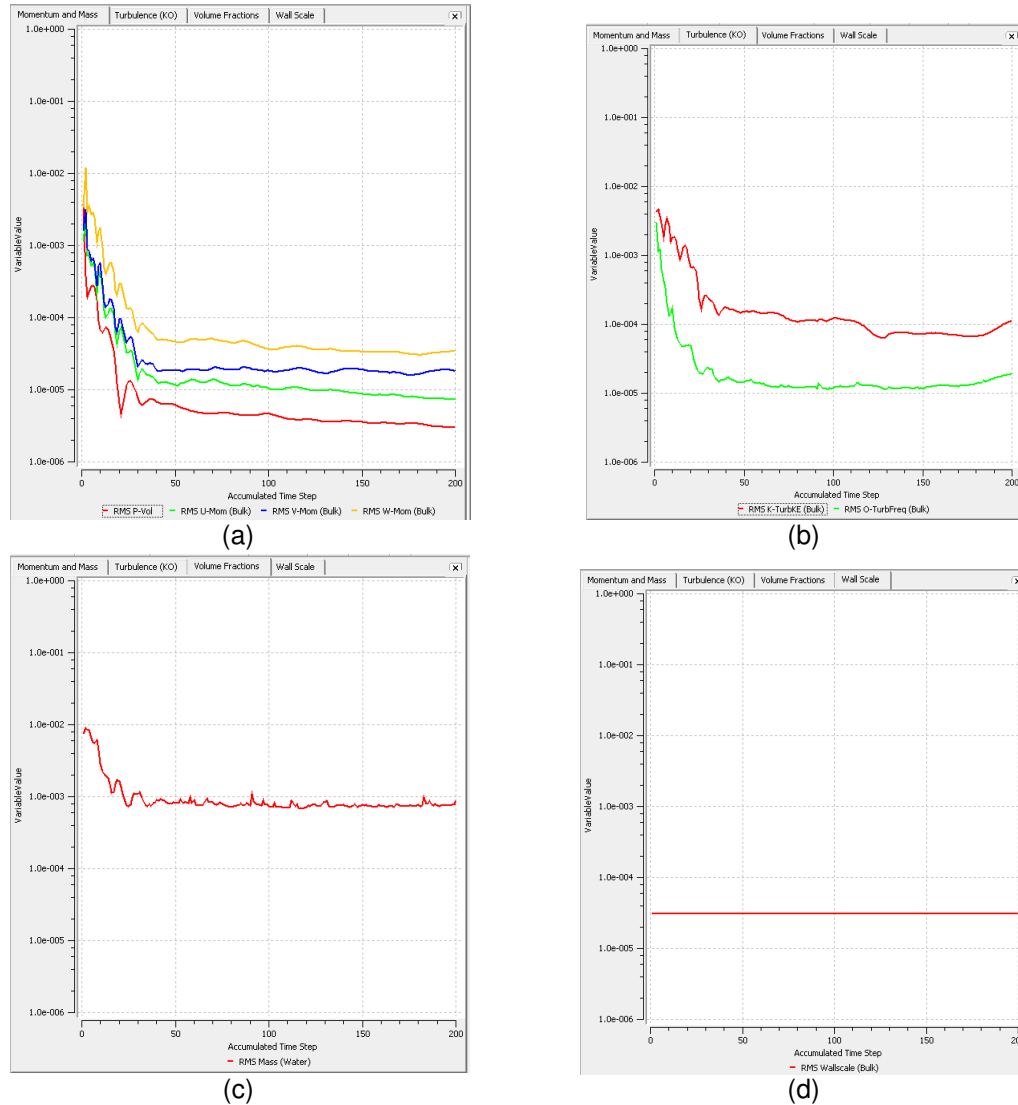 Momentum and Mass Turbulence (KO) Volume Fractions Wall Scale
1.0e+000
1.0e-001
1.0e-002
1.0e-003
1.0e-004
1.0e-005
1.0e-006
VariableValue
0 50 100 150 200
Accumulated Time Step
RMS P-Vol RMS U-Mom (Bulk) RMS V-Mom (Bulk) RMS W-Mom (Bulk)
(a)
Momentum and Mass Turbulence (KO) Volume Fractions Wall Scale
1.0e+000
1.0e-001
1.0e-002
1.0e-003
1.0e-004
1.0e-005
1.0e-006
VariableValue
0 50 100 150 200
Accumulated Time Step
RMS K-TurbKE (Bulk) RMS O-TurbFreq (Bulk)
(b)
Momentum and Mass Turbulence (KO) Volume Fractions Wall Scale
1.0e+000
1.0e-001
1.0e-002
1.0e-003
1.0e-004
1.0e-005
1.0e-006
VariableValue
0 50 100 150 200
Accumulated Time Step
RMS Mass (Water)
(c)
Momentum and Mass Turbulence (KO) Volume Fractions Wall Scale
1.0e+000
1.0e-001
1.0e-002
1.0e-003
1.0e-004
1.0e-005
1.0e-006
VariableValue
0 50 100 150 200
Accumulated Time Step
RMS Wallscale (Bulk)
(d)